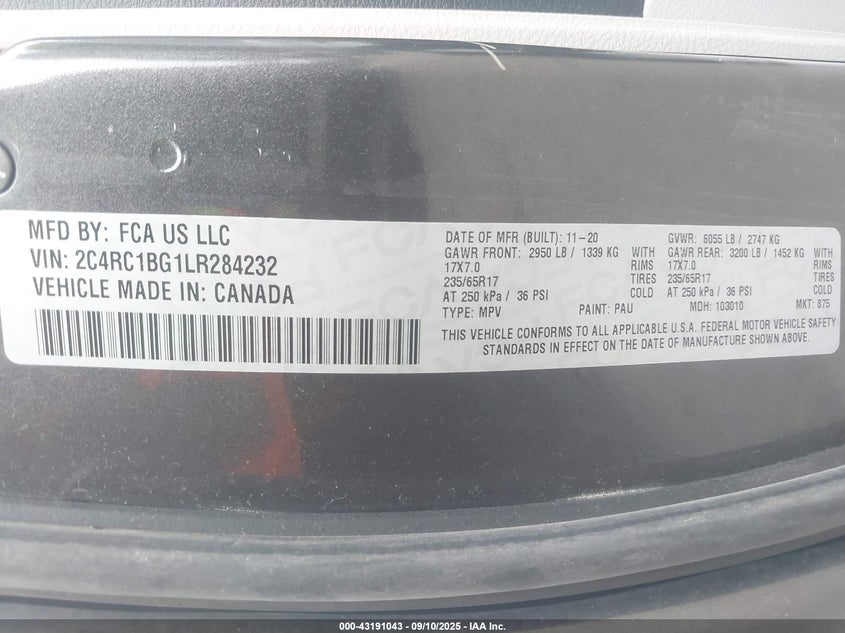 MFD BY: FCA US LLC
VIN: 2C4RC1BG1LR284232
VEHICLE MADE IN: CANADA
DATE OF MFR (BUILT): 11-20 GVWR: 6055 LB / 2747 KG
GAWR FRONT: 2950 LB / 1339 KG WITH GAWR REAR: 3200 LB / 1452 KG WITH
17X7.0 RIMS 17X7.0 RIMS
235/65R17 TIRES 235/65R17 TIRES
AT 250 kPa / 36 PSI COLD AT 250 kPa / 36 PSI COLD
TYPE: MPV PAINT: PAU MDH: 103010 MKT: 875
THIS VEHICLE CONFORMS TO ALL APPLICABLE U.S.A. FEDERAL MOTOR VEHICLE SAFETY
STANDARDS IN EFFECT ON THE DATE OF MANUFACTURE SHOWN ABOVE.
000-43191043 - 09/10/2025 - IAA Inc.